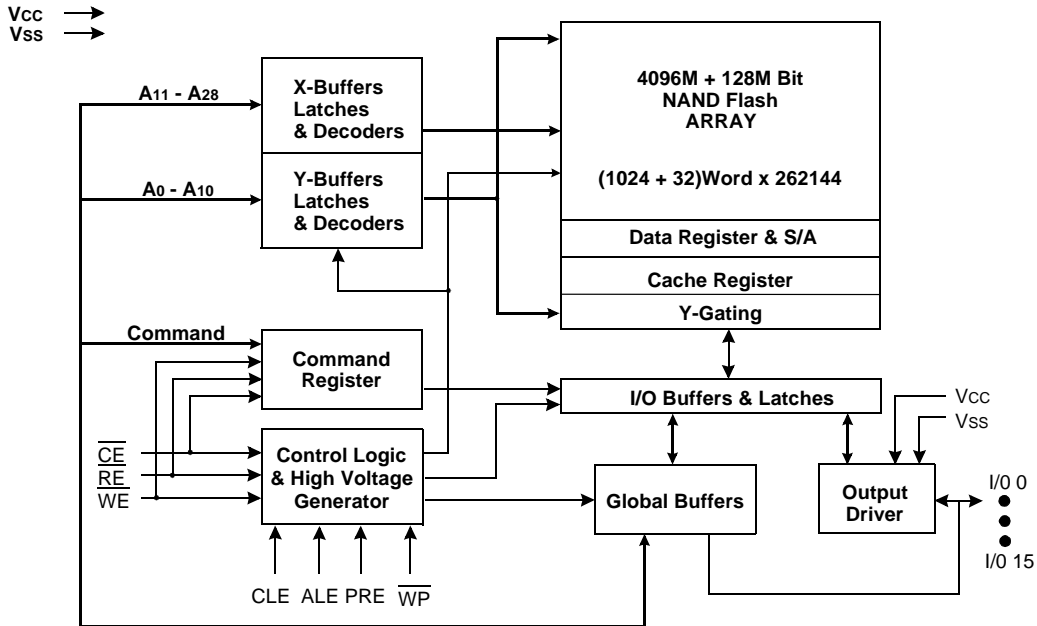 VCC
VSS
A11 - A28
X-Buffers
Latches
& Decoders
A0 - A10
Y-Buffers
Latches
& Decoders
4096M + 128M Bit
NAND Flash
ARRAY
(1024 + 32)Word x 262144
Data Register & S/A
Cache Register
Y-Gating
Command
Command
Register
I/O Buffers & Latches
VCC
VSS
CE
RE
WE
Control Logic
& High Voltage
Generator
Global Buffers
Output
Driver
I/0 0
I/0 15
CLE
ALE
PRE
WP